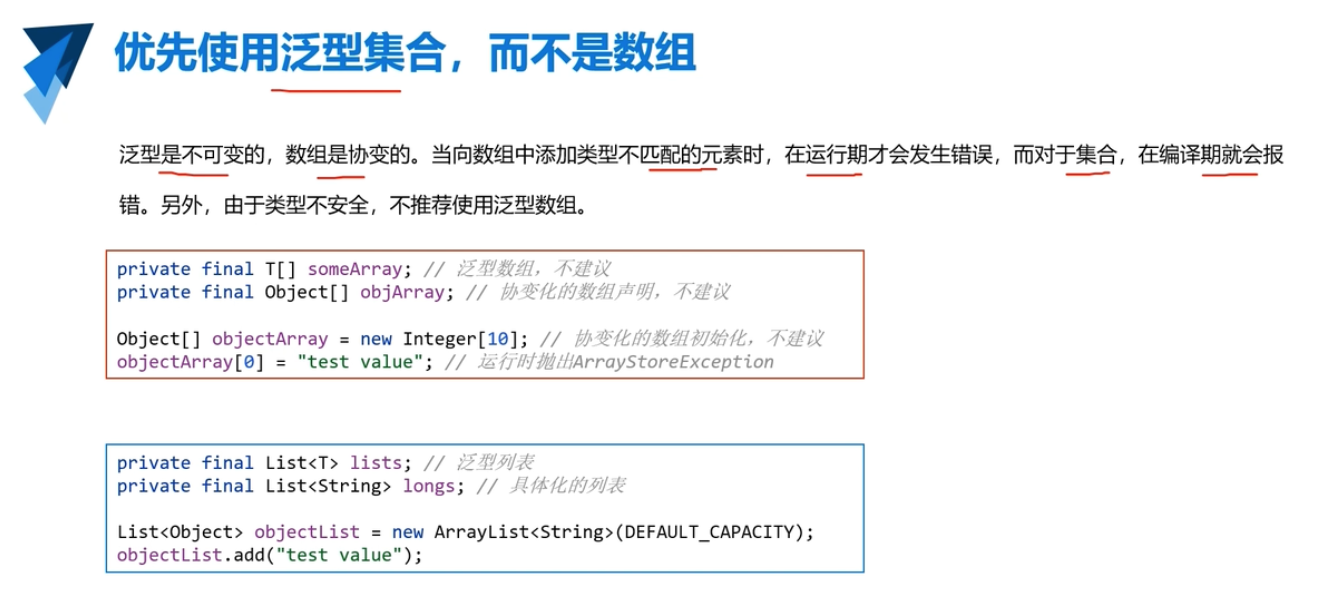 优先使用泛型集合，而不是数组
泛型是不可变的，数组是协变的。当向数组中添加类型不匹配的元素时，在运行期才会发生错误，而对于集合，在编译期就会报
错。另外，由于类型不安全，不推荐使用泛型数组。
private final T[] someArray; // 泛型数组，不建议
private final Object[] objArray; // 协变化的数组声明，不建议
Object[] objectArray = new Integer[10]; // 协变化的数组初始化，不建议
objectArray[0] = "test value"; // 运行时抛出ArrayStoreException
private final List<T> lists; // 泛型列表
private final List<String> longs; // 具体化的列表
List<Object> objectList = new ArrayList<String>(DEFAULT_CAPACITY);
objectList.add("test value");